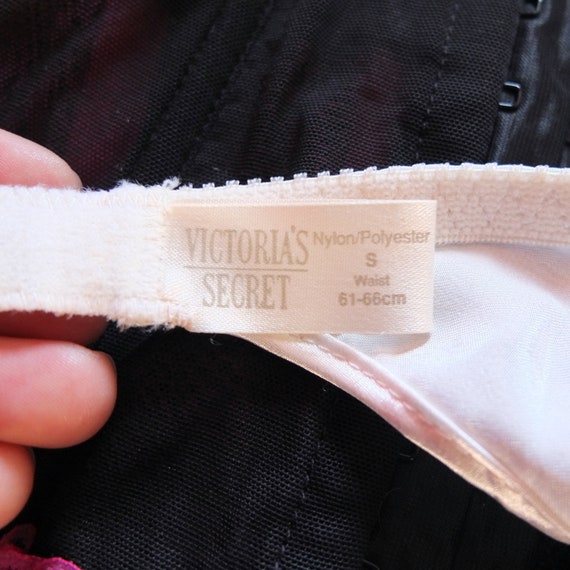 VICTORIA'S
SECRET
Nylon/Polyester
S
Waist
61-66cm